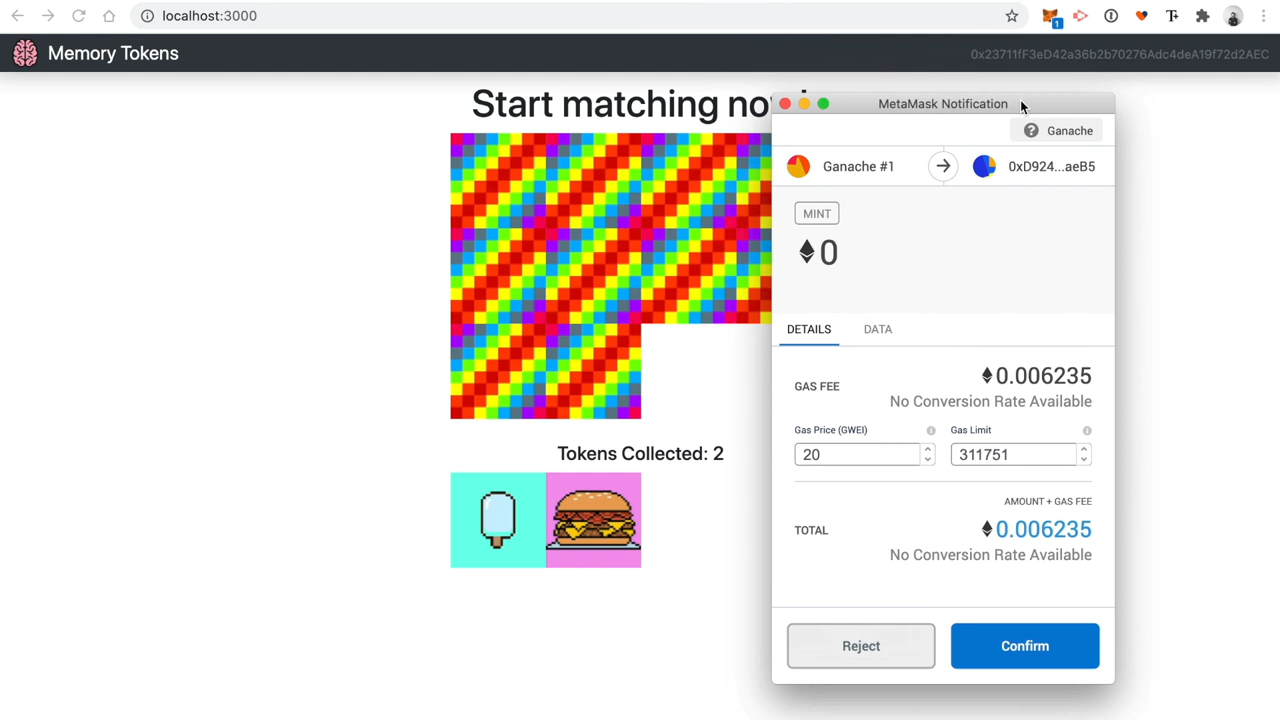 localhost:3000
1
T+
Memory Tokens
0x23711fF3eD42a36b2b70276Adc4deA19f72d2AEC
Start matching now!
MetaMask Notification
? Ganache
Ganache #1
0xD924...aeB5
MINT
0
DETAILS
DATA
GAS FEE
0.006235
No Conversion Rate Available
Gas Price (GWEI)
Gas Limit
20
311751
AMOUNT + GAS FEE
TOTAL
0.006235
No Conversion Rate Available
Reject
Confirm
Tokens Collected: 2